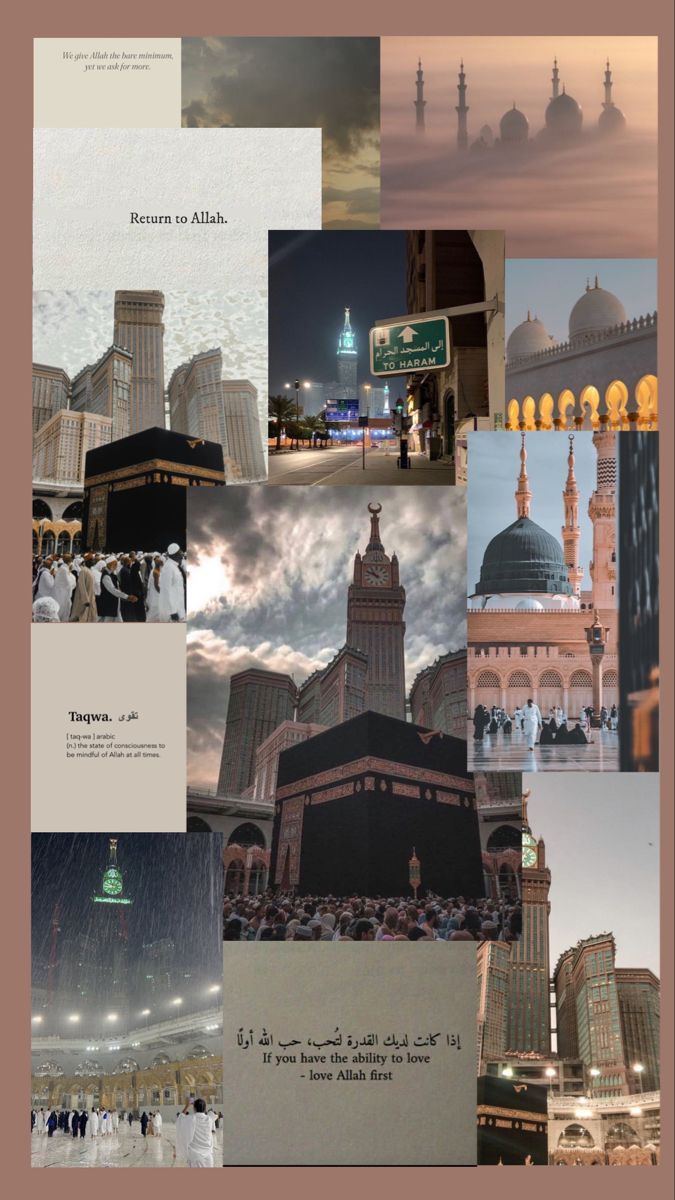 We give Allah the bare minimum,
yet we ask for more.
Return to Allah.
إلى المسجد الحرام
TO HARAM
Taqwa. تقوى
[ taq-wa ] arabic
(n.) the state of consciousness to
be mindful of Allah at all times.
إذا كانت لديك القدرة لتُحب، حب الله أولًا
If you have the ability to love
- love Allah first